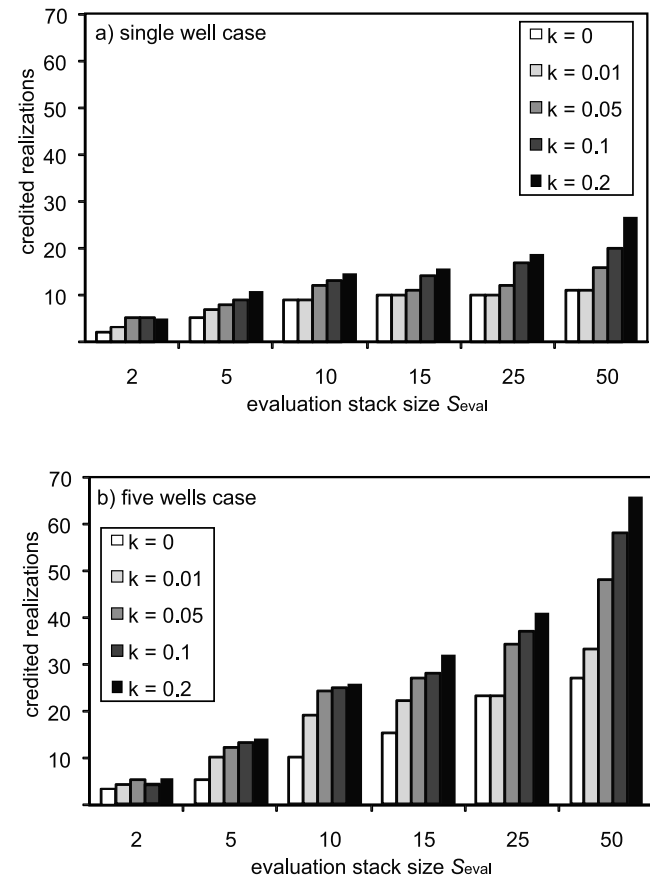 a) single well case
credited realizations
70
60
50
40
30
20
10
k = 0
k = 0.01
k = 0.05
k = 0.1
k = 0.2
2 5 10 15 25 50
evaluation stack size Seval
b) five wells case
credited realizations
70
60
50
40
30
20
10
k = 0
k = 0.01
k = 0.05
k = 0.1
k = 0.2
2 5 10 15 25 50
evaluation stack size Seval